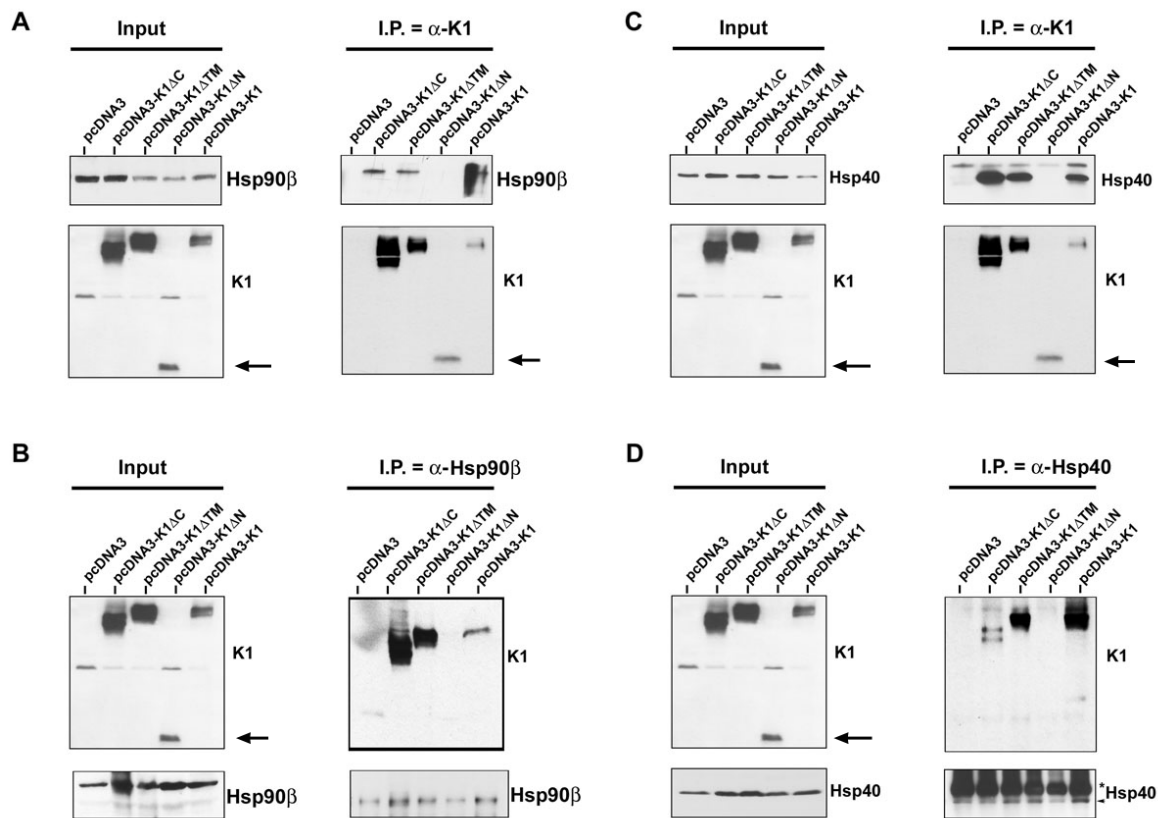 A
Input
I.P. = α-K1
pcDNA3
pcDNA3-K1ΔC
pcDNA3-K1ΔTM
pcDNA3-K1ΔN
pcDNA3-K1
pcDNA3
pcDNA3-K1ΔC
pcDNA3-K1ΔTM
pcDNA3-K1ΔN
pcDNA3-K1
Hsp90β
Hsp90β
K1
K1
C
Input
I.P. = α-K1
pcDNA3
pcDNA3-K1ΔC
pcDNA3-K1ΔTM
pcDNA3-K1ΔN
pcDNA3-K1
pcDNA3
pcDNA3-K1ΔC
pcDNA3-K1ΔTM
pcDNA3-K1ΔN
pcDNA3-K1
Hsp40
Hsp40
K1
K1
B
Input
I.P. = α-Hsp90β
pcDNA3
pcDNA3-K1ΔC
pcDNA3-K1ΔTM
pcDNA3-K1ΔN
pcDNA3-K1
pcDNA3
pcDNA3-K1ΔC
pcDNA3-K1ΔTM
pcDNA3-K1ΔN
pcDNA3-K1
K1
K1
Hsp90β
Hsp90β
D
Input
I.P. = α-Hsp40
pcDNA3
pcDNA3-K1ΔC
pcDNA3-K1ΔTM
pcDNA3-K1ΔN
pcDNA3-K1
pcDNA3
pcDNA3-K1ΔC
pcDNA3-K1ΔTM
pcDNA3-K1ΔN
pcDNA3-K1
K1
K1
Hsp40
*
Hsp40